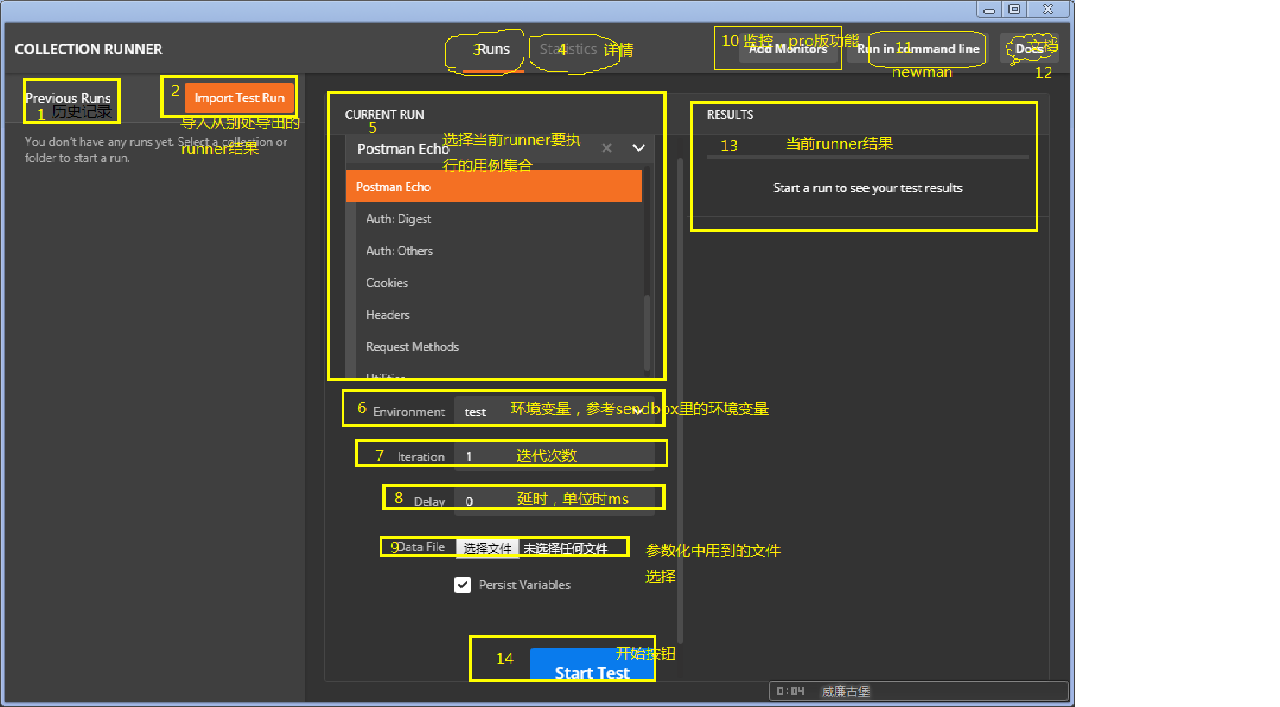 COLLECTION RUNNER
3 Runs
Statistics 4 详情
10 监控 pro版功能
Add Monitors
11 Run in command line
newman
Docs 文档
12
Previous Runs
1 历史记录
2 Import Test Run
导入从别处导出的
runner结果
You don't have any runs yet. Select a collection or
folder to start a run.
CURRENT RUN
5 选择当前runner要执
行的用例集合
Postman Echo
Postman Echo
Auth: Digest
Auth: Others
Cookies
Headers
Request Methods
Utilities
RESULTS
13 当前runner结果
Start a run to see your test results
6 Environment test 环境变量，参考sendbox里的环境变量
7 Iteration 1 迭代次数
8 Delay 0 延时，单位时ms
9 Data File 选择文件 未选择任何文件 参数化中用到的文件
选择
Persist Variables
14 Start Test 开始按钮
0:04 威廉古堡